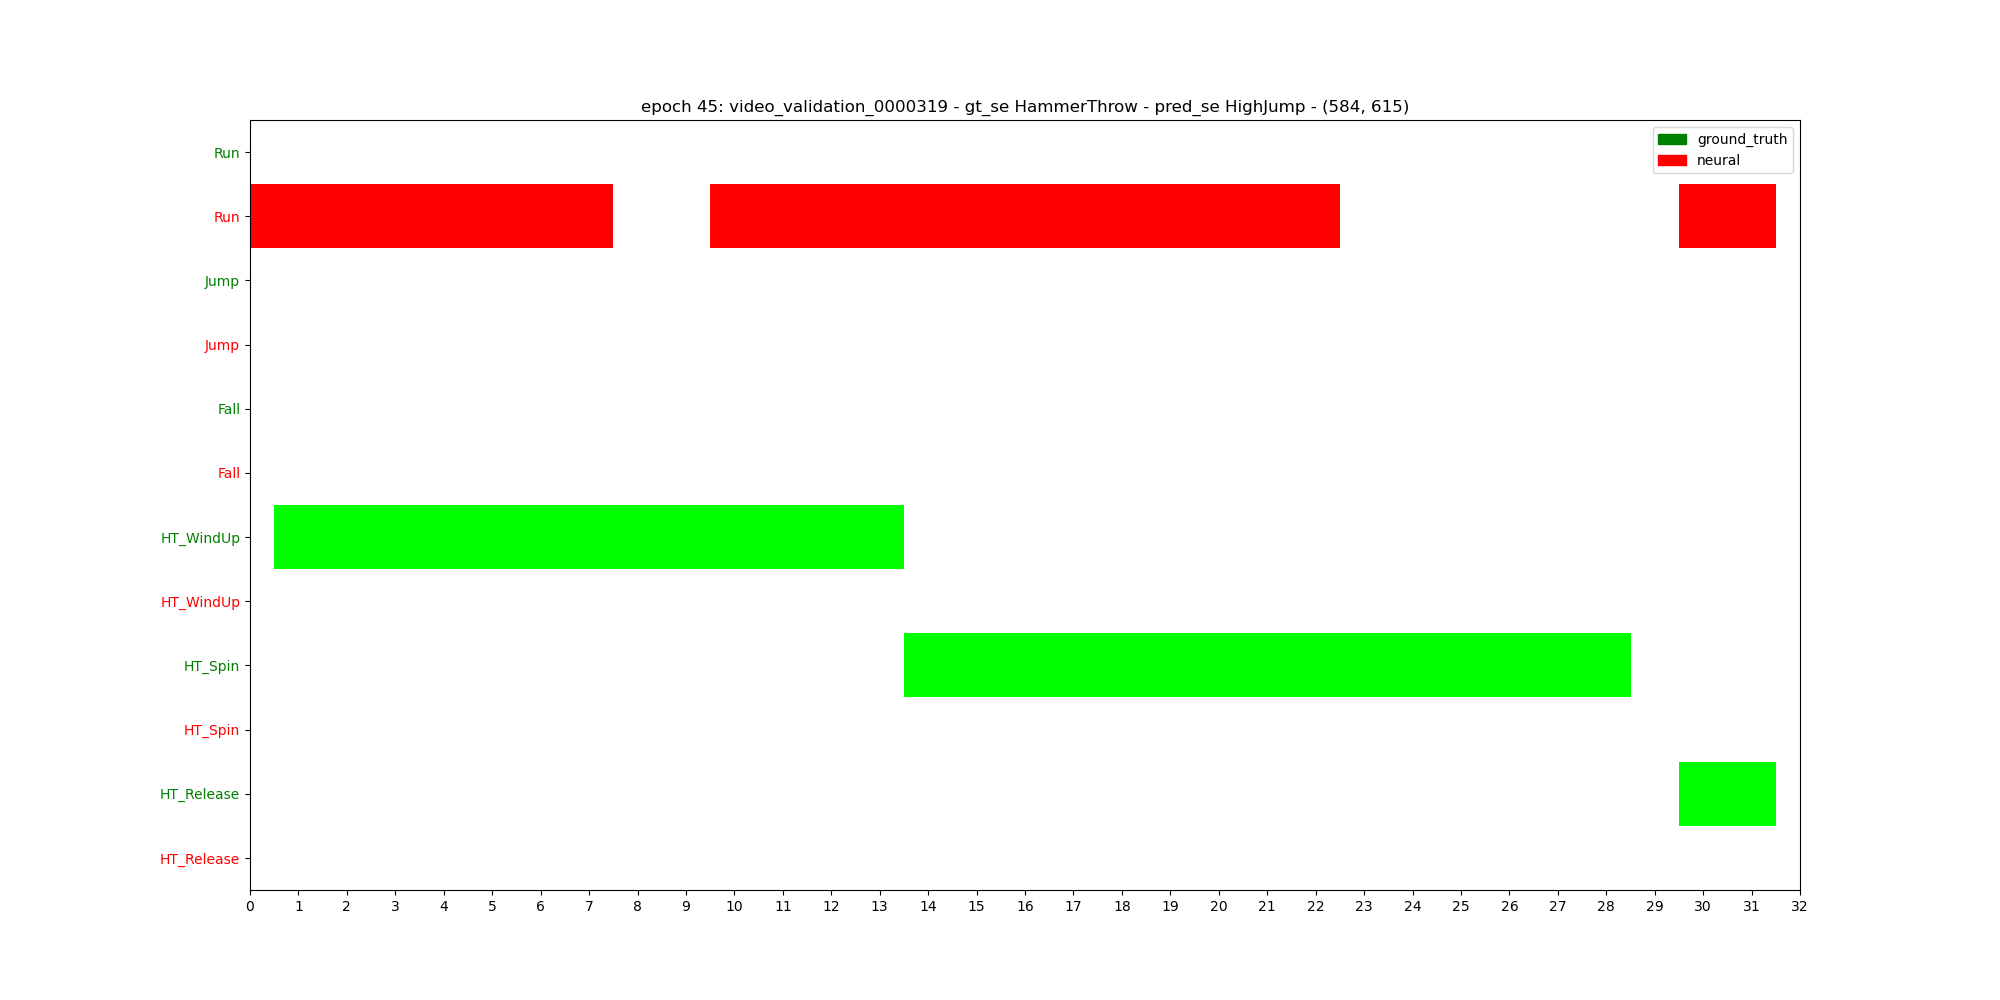 epoch 45: video_validation_0000319 - gt_se HammerThrow - pred_se HighJump - (584, 615)
ground_truth
neural
Run
Run
Jump
Jump
Fall
Fall
HT_WindUp
HT_WindUp
HT_Spin
HT_Spin
HT_Release
HT_Release
0 1 2 3 4 5 6 7 8 9 10 11 12 13 14 15 16 17 18 19 20 21 22 23 24 25 26 27 28 29 30 31 32